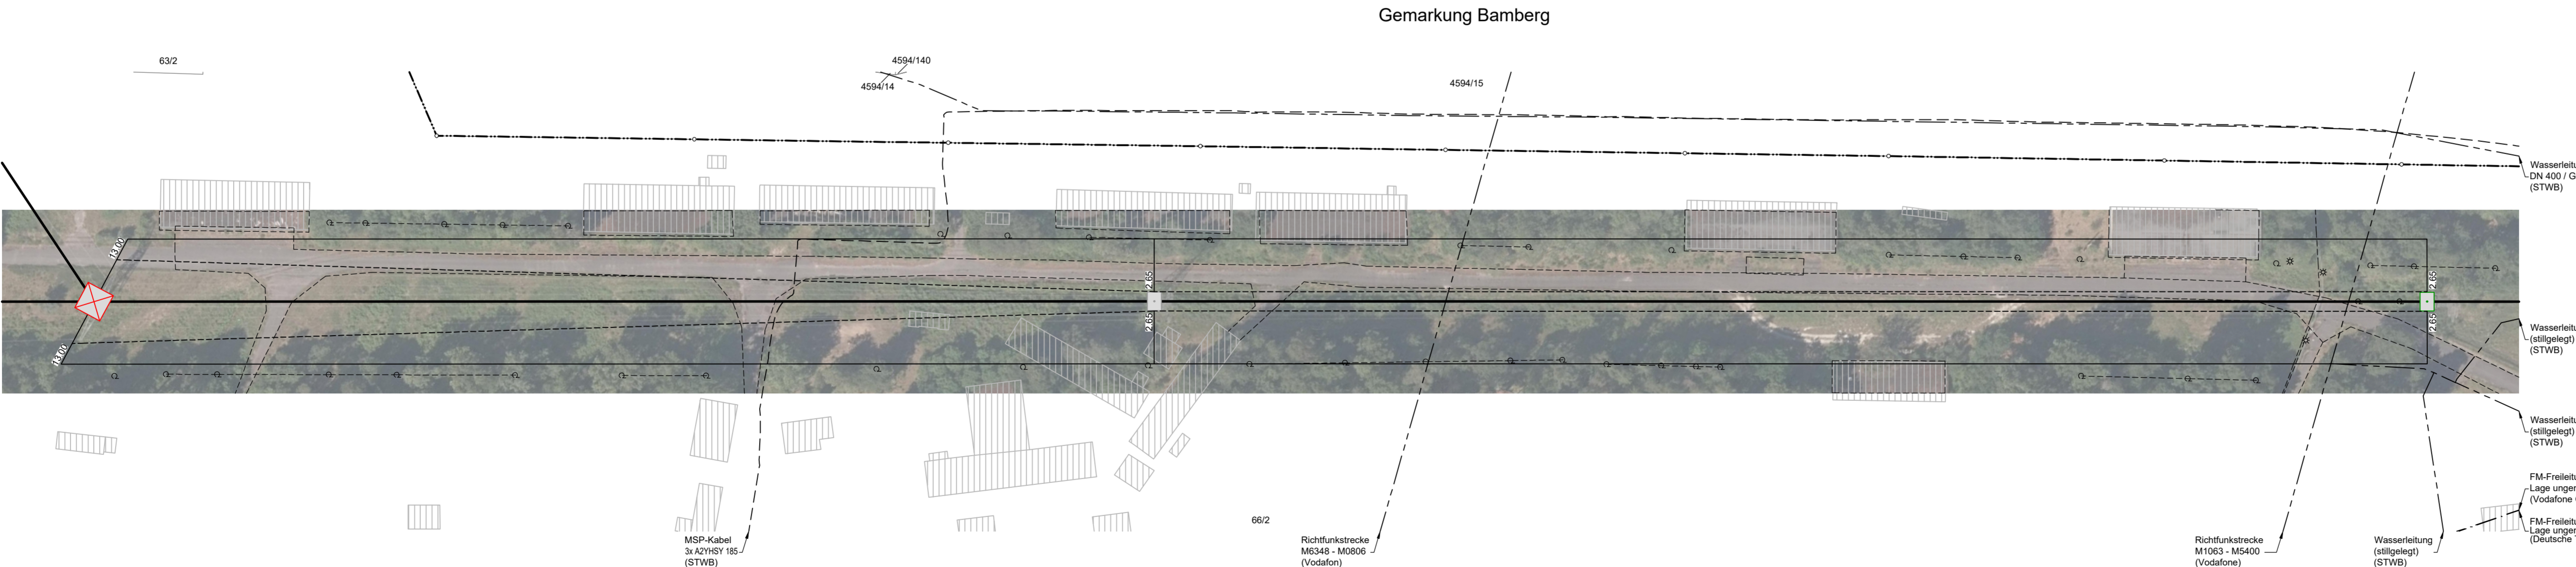 Gemarkung Bamberg
63/2
4594/140
4594/14
4594/15
Wasserleitu
DN 400 / G
(STWB)
13.00
13.00
2.65
2.65
2.65
2.65
Wasserleitu
(stillgelegt)
(STWB)
Wasserleitu
(stillgelegt)
(STWB)
FM-Freileitu
Lage unger
(Vodafone
FM-Freileitu
Lage unger
(Deutsche
66/2
MSP-Kabel
3x A2YHSY 185
(STWB)
Richtfunkstrecke
M6348 - M0806
(Vodafon)
Richtfunkstrecke
M1063 - M5400
(Vodafone)
Wasserleitung
(stillgelegt)
(STWB)